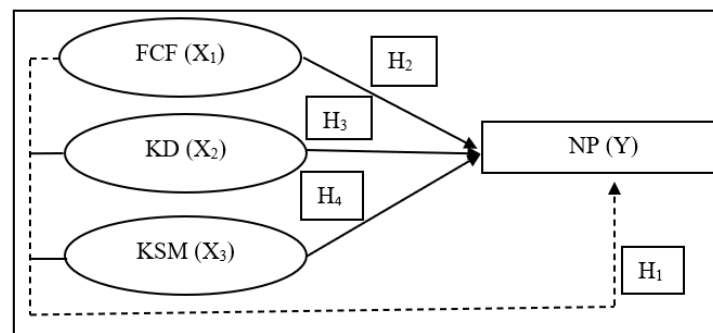 FCF (X₁)
H₂
H₃
KD (X₂)
NP (Y)
H₄
KSM (X₃)
H₁